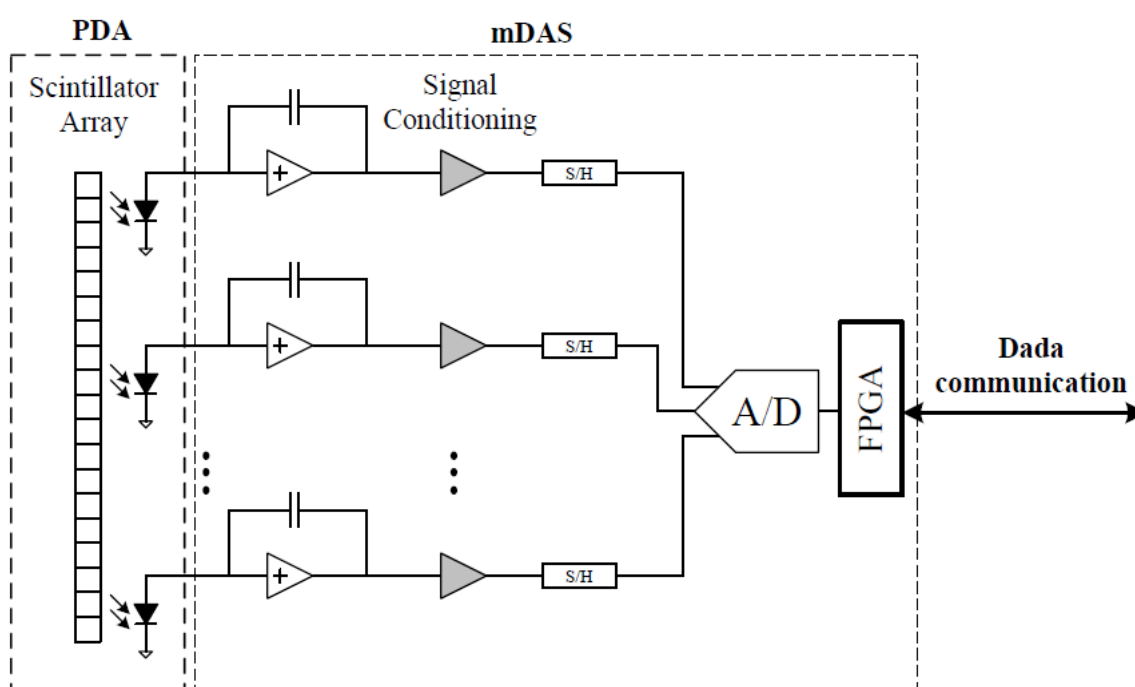 PDA
mDAS
Scintillator
Array
Signal
Conditioning
+
S/H
+
S/H
Dada
communication
A/D
FPGA
+
S/H